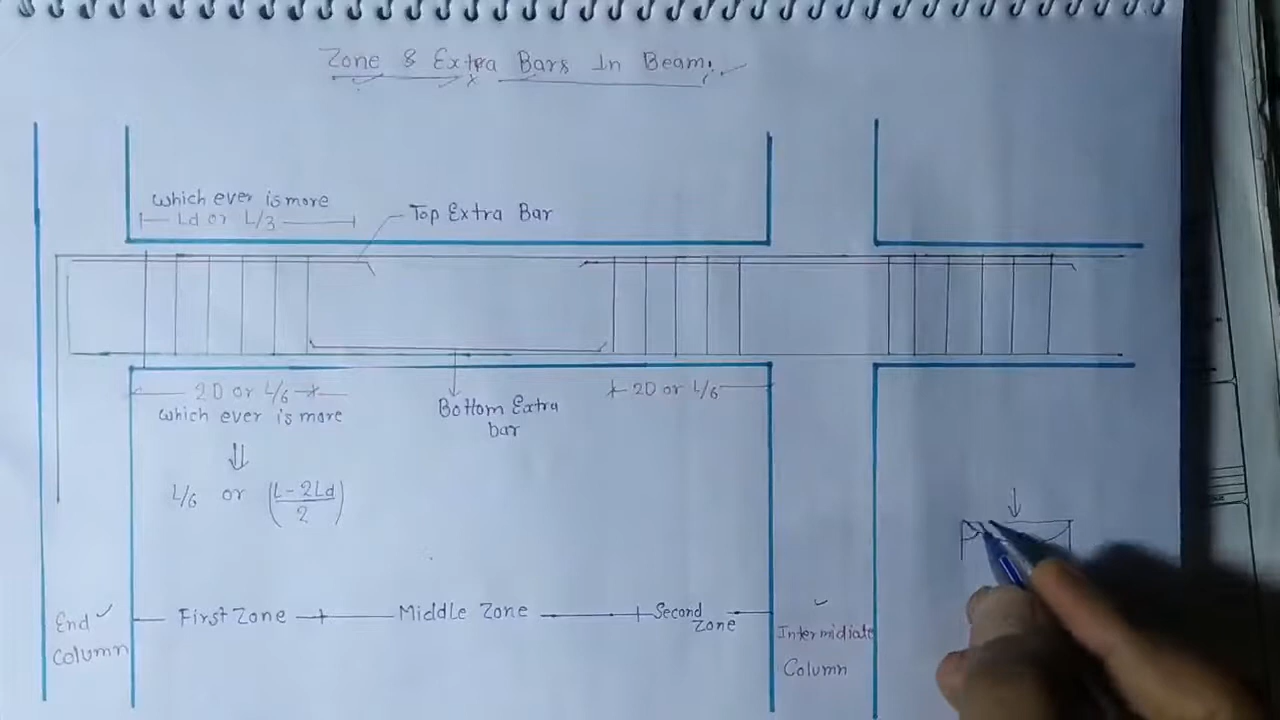 Zone & Extra Bars In Beam:
which ever is more
Ld or L/3
Top Extra Bar
2D or L/6
which ever is more
2D or L/6
Bottom Extra
bar
⇓
L/6 or (L-2Ld/2)
First Zone
Middle Zone
Second
Zone
End
Column
Intermidiate
Column